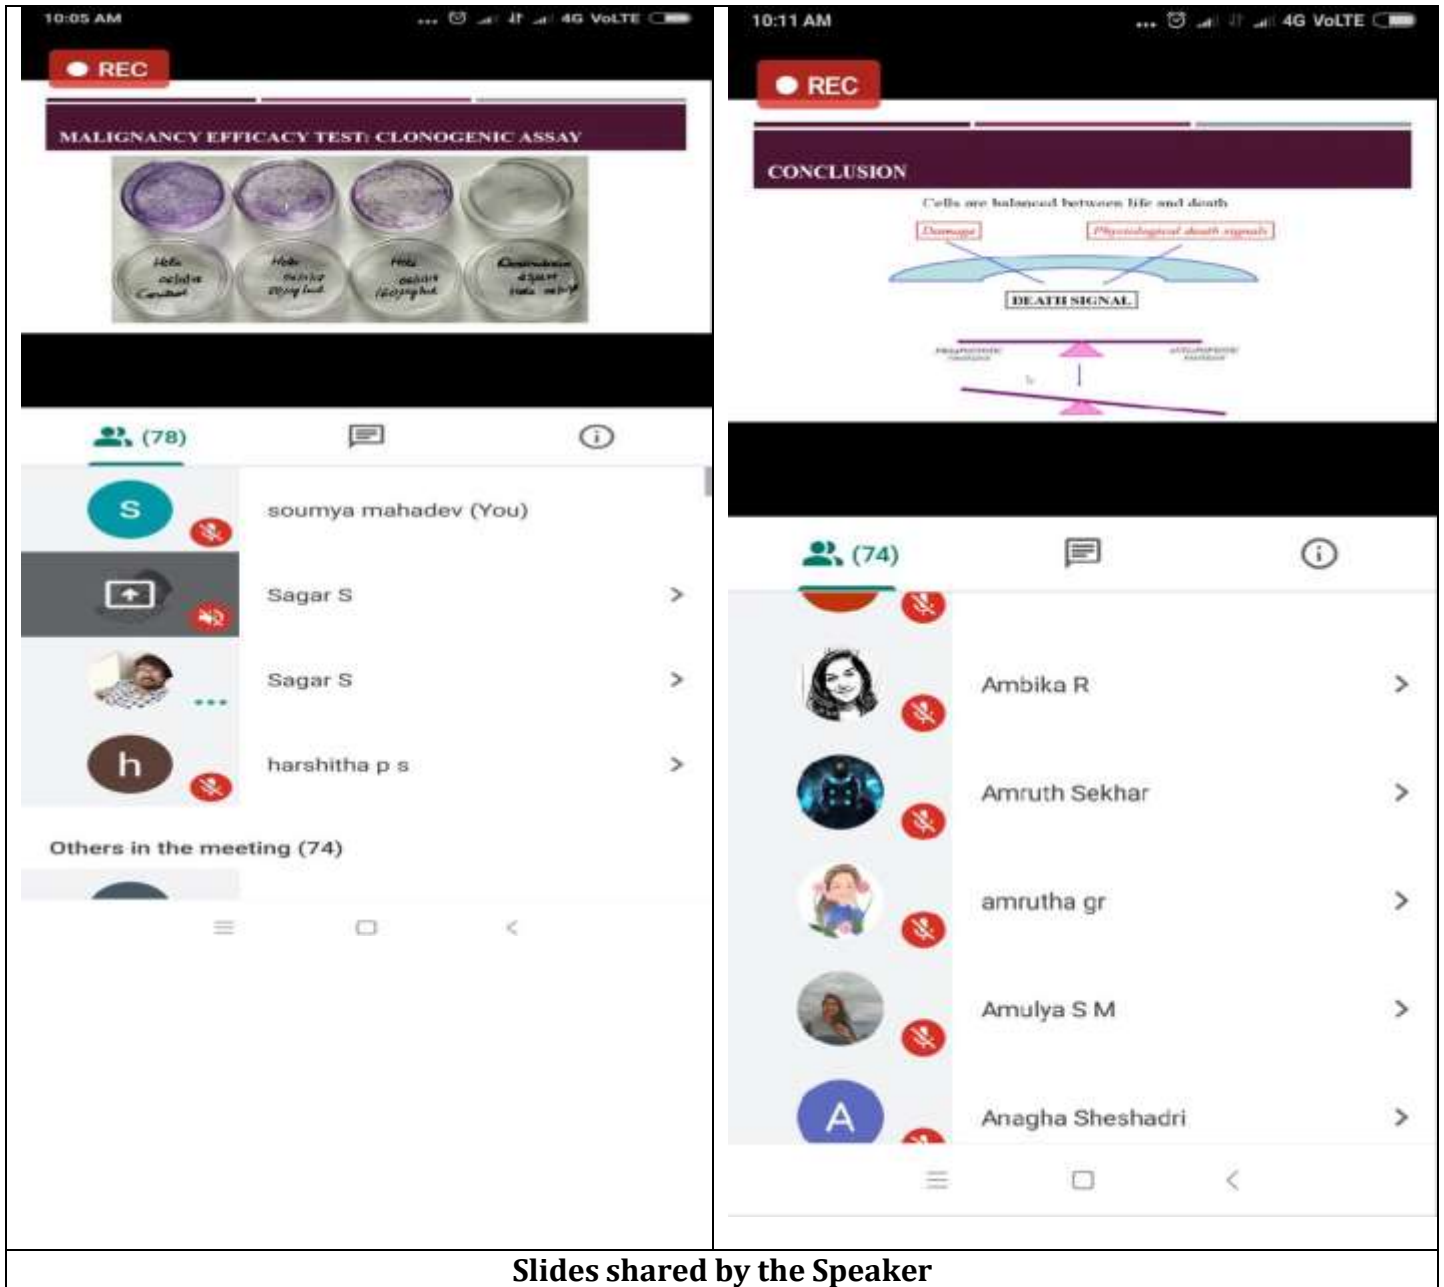 10:05 AM
... 4G VoLTE
REC
MALIGNANCY EFFICACY TEST: CLONOGENIC ASSAY
Control
(78)
soumya mahadev (You)
Sagar S
Sagar S
h
harshitha p s
S
Others in the meeting (74)
10:11 AM
... 4G VoLTE
REC
CONCLUSION
Cells are balanced between life and death
Damage
Physiological death signals
DEATH SIGNAL
(74)
Ambika R
Amruth Sekhar
amrutha gr
Amulya S M
A
Anagha Sheshadri
Slides shared by the Speaker